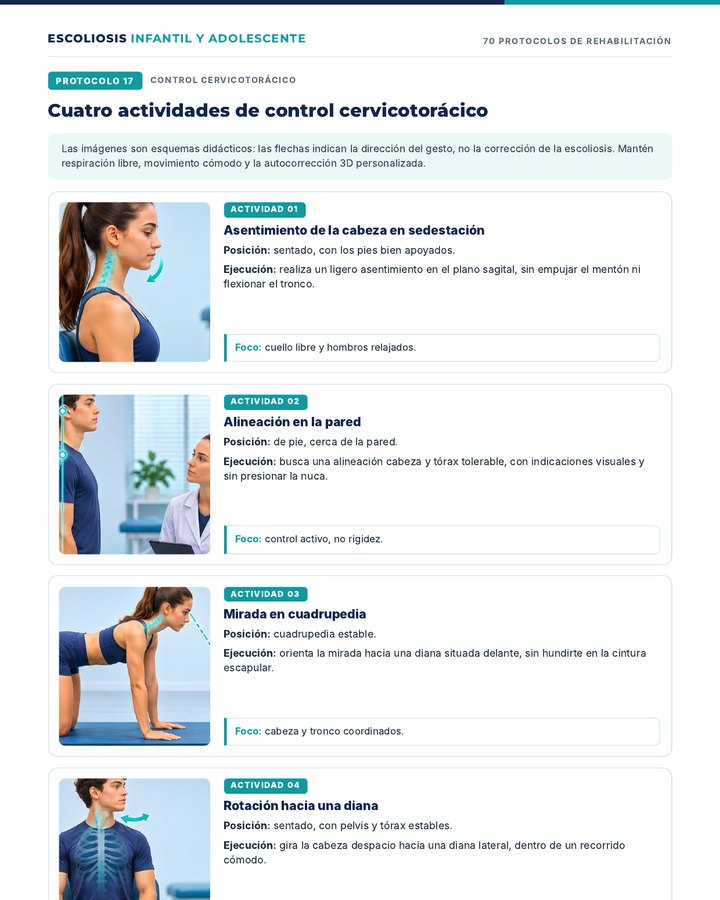 ESCOLIOSIS INFANTIL Y ADOLESCENTE
70 PROTOCOLOS DE REHABILITACIÓN
PROTOCOLO 17 CONTROL CERVICOTORÁCICO
Cuatro actividades de control cervicotorácico
Las imágenes son esquemas didácticos: las flechas indican la dirección del gesto, no la corrección de la escoliosis. Mantén
respiración libre, movimiento cómodo y la autocorrección 3D personalizada.
ACTIVIDAD 01
Asentimiento de la cabeza en sedestación
Posición: sentado, con los pies bien apoyados.
Ejecución: realiza un ligero asentimiento en el plano sagital, sin empujar el mentón ni
flexionar el tronco.
Foco: cuello libre y hombros relajados.
ACTIVIDAD 02
Alineación en la pared
Posición: de pie, cerca de la pared.
Ejecución: busca una alineación cabeza y tórax tolerable, con indicaciones visuales y
sin presionar la nuca.
Foco: control activo, no rigidez.
ACTIVIDAD 03
Mirada en cuadrupedia
Posición: cuadrupedia estable.
Ejecución: orienta la mirada hacia una diana situada delante, sin hundirte en la cintura
escapular.
Foco: cabeza y tronco coordinados.
ACTIVIDAD 04
Rotación hacia una diana
Posición: sentado, con pelvis y tórax estables.
Ejecución: gira la cabeza despacio hacia una diana lateral, dentro de un recorrido
cómodo.